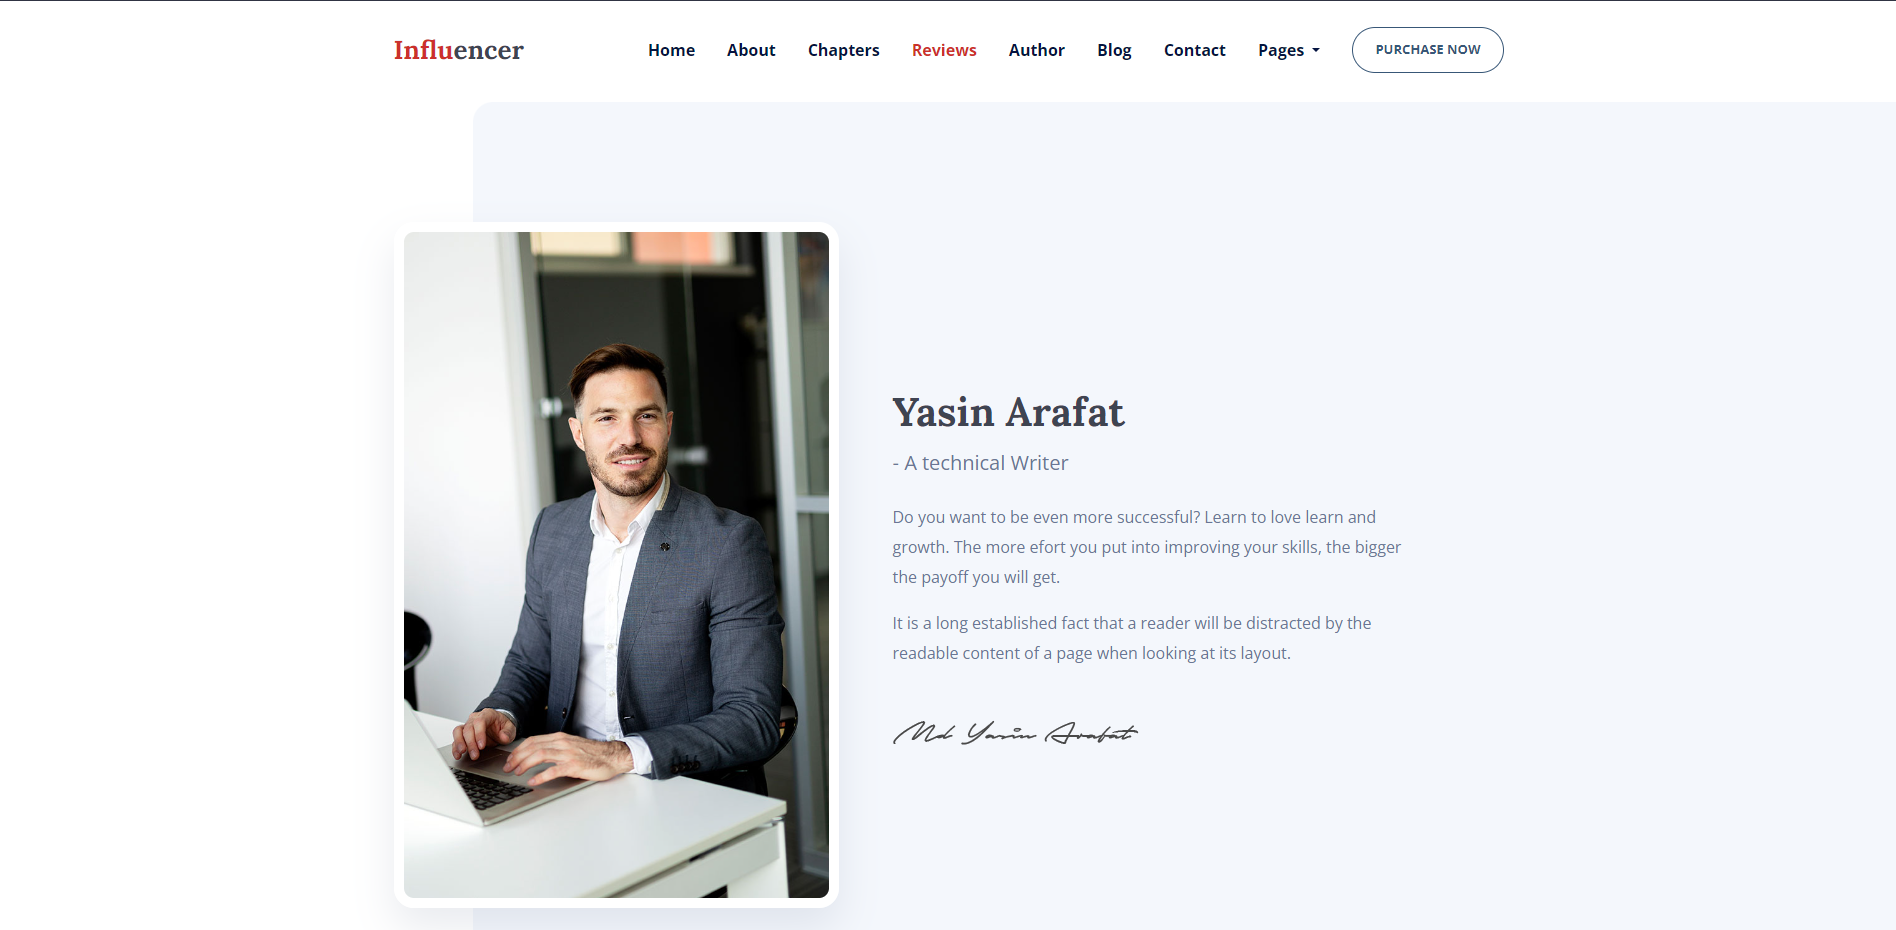 Influencer
Home About Chapters Reviews Author Blog Contact Pages PURCHASE NOW
Yasin Arafat
- A technical Writer
Do you want to be even more successful? Learn to love learn and
growth. The more efort you put into improving your skills, the bigger
the payoff you will get.
It is a long established fact that a reader will be distracted by the
readable content of a page when looking at its layout.
Md Yasin Arafat